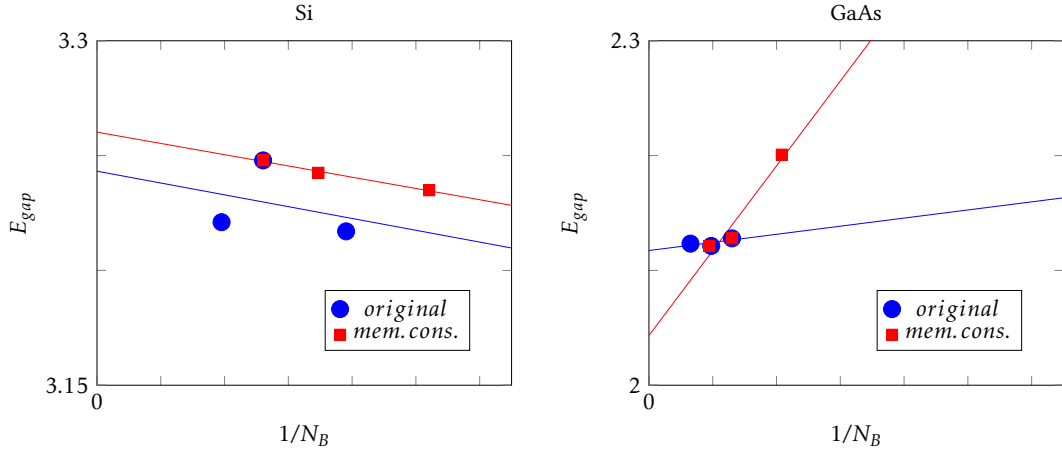 Si
3.3
E_gap
3.15
0
1/N_B
original
mem.cons.
GaAs
2.3
E_gap
2
0
1/N_B
original
mem.cons.